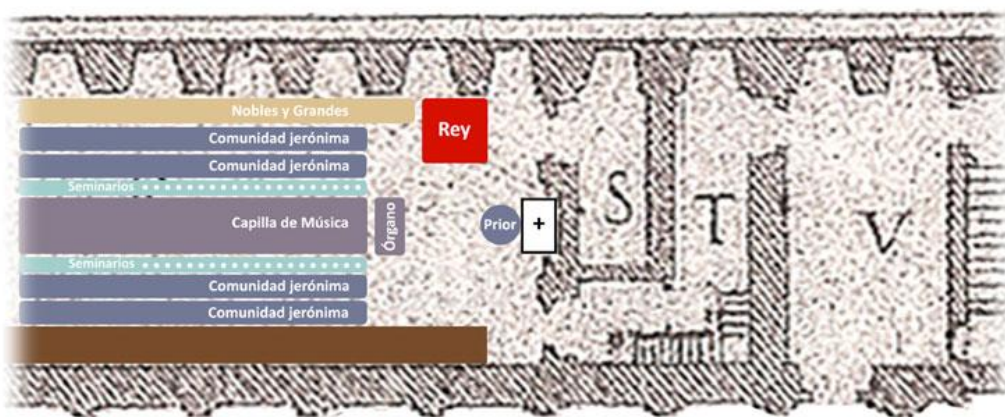 Nobles y Grandes
Rey
Comunidad jerónima
Comunidad jerónima
Seminarios
Capilla de Música
Órgano
Prior
+
S
T
V
Seminarios
Comunidad jerónima
Comunidad jerónima